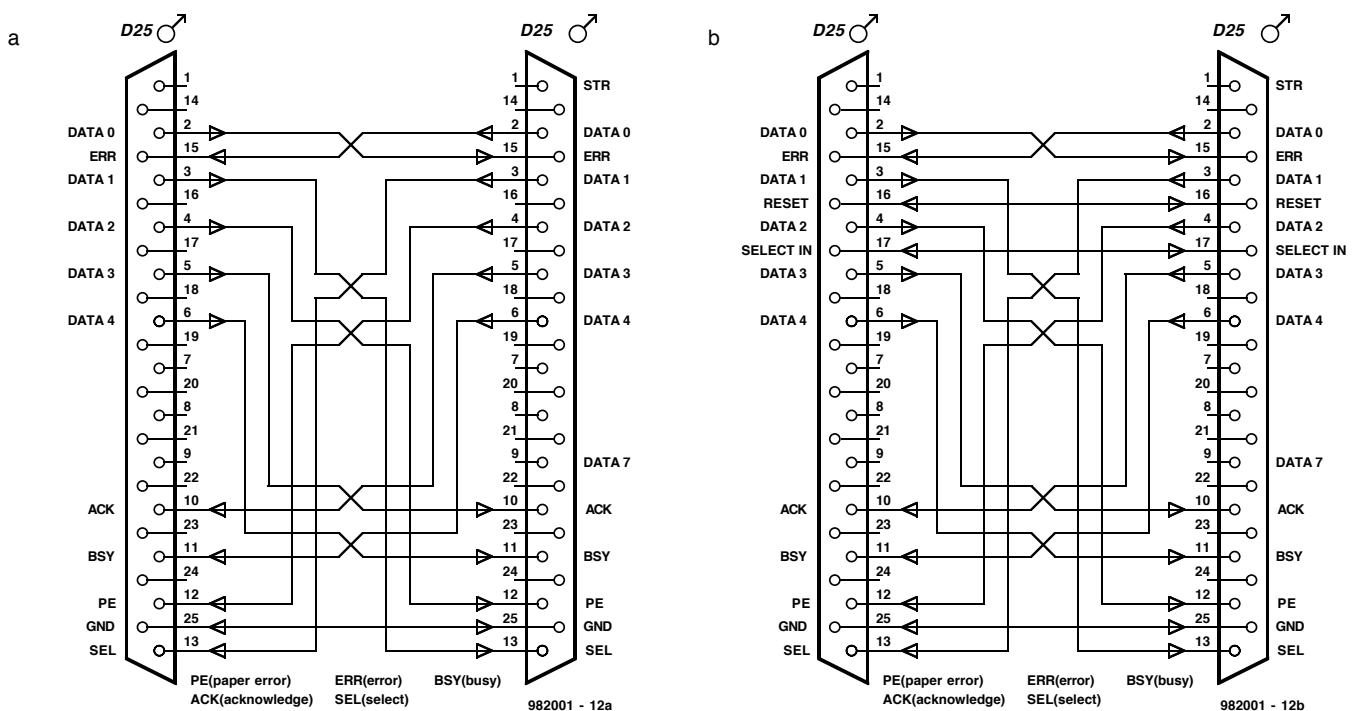 a
D25 D25
1 1 STR
14 14
DATA 0 2 2 DATA 0
ERR 15 15 ERR
DATA 1 3 3 DATA 1
16 16
DATA 2 4 4 DATA 2
17 17
DATA 3 5 5 DATA 3
18 18
DATA 4 6 6 DATA 4
19 19
7 7
20 20
8 8
21 21
9 9 DATA 7
22 22
ACK 10 10 ACK
23 23
BSY 11 11 BSY
24 24
PE 12 12 PE
GND 25 25 GND
SEL 13 13 SEL
PE(paper error) ERR(error) BSY(busy)
ACK(acknowledge) SEL(select)
982001 - 12a
b
D25 D25
1 1 STR
14 14
DATA 0 2 2 DATA 0
ERR 15 15 ERR
DATA 1 3 3 DATA 1
RESET 16 16 RESET
DATA 2 4 4 DATA 2
SELECT IN 17 17 SELECT IN
DATA 3 5 5 DATA 3
18 18
DATA 4 6 6 DATA 4
19 19
7 7
20 20
8 8
21 21
9 9 DATA 7
22 22
ACK 10 10 ACK
23 23
BSY 11 11 BSY
24 24
PE 12 12 PE
GND 25 25 GND
SEL 13 13 SEL
PE(paper error) ERR(error) BSY(busy)
ACK(acknowledge) SEL(select)
982001 - 12b